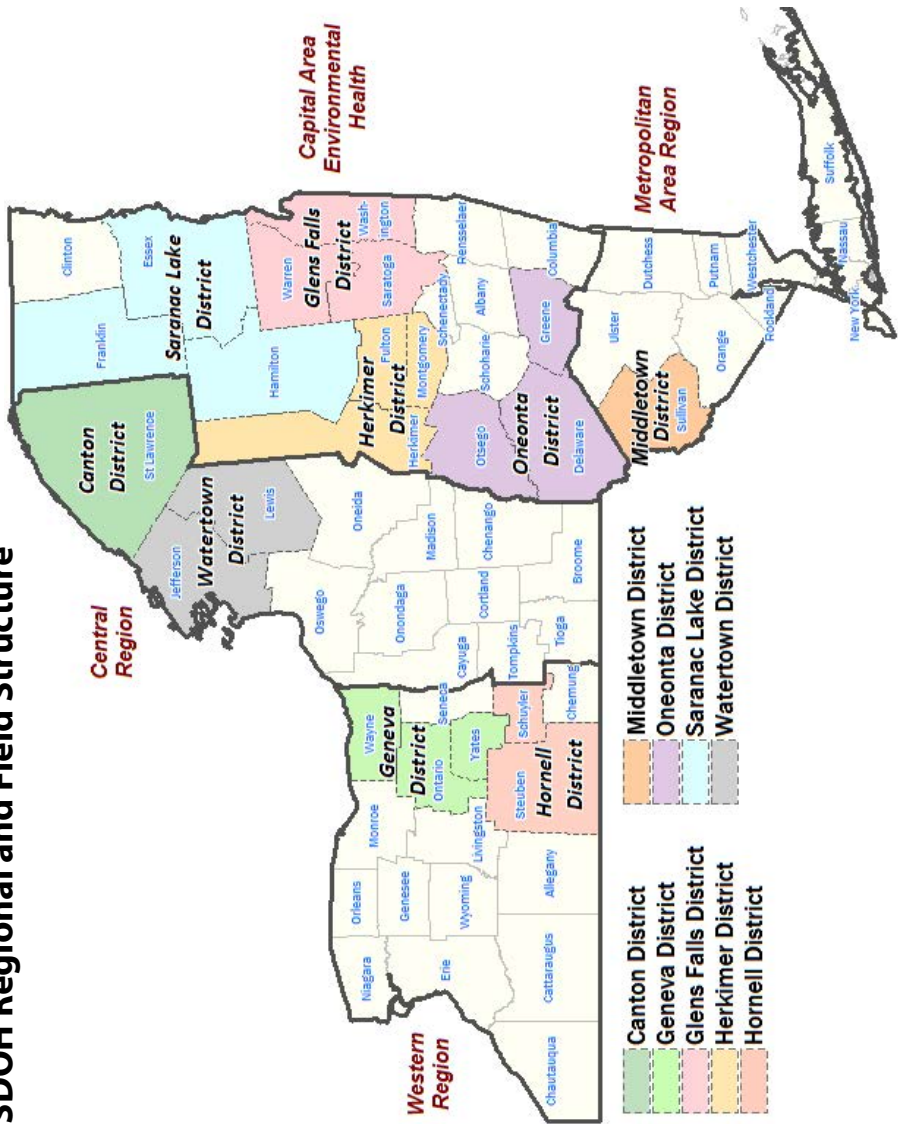 SDOH Regional and Field Structure
Central
Region
Capital Area
Environmental
Health
Metropolitan
Area Region
Western
Region
Canton
District
St Lawrence
Franklin
Clinton
Essex
Saranac Lake
District
Hamilton
Jefferson
Watertown
District
Lewis
Herkimer
District
Herkimer
Fulton
Montgomery
Warren
Glens Falls
District
Wash-
ington
Saratoga
Oswego
Oneida
Onondaga
Madison
Cayuga
Cortland
Chenango
Tompkins
Tioga
Broome
Otsego
Oneonta
District
Delaware
Schoharie
Schenectady
Albany
Rensselaer
Greene
Columbia
Niagara
Orleans
Monroe
Genesee
Erie
Wyoming
Livingston
Wayne
Geneva
District
Ontario
Seneca
Yates
Schuyler
Steuben
Hornell
District
Chemung
Chautauqua
Cattaraugus
Allegany
Middletown
District
Sullivan
Ulster
Dutchess
Orange
Putnam
Rockland
Westchester
New York
Nassau
Suffolk
Canton District
Geneva District
Glens Falls District
Herkimer District
Hornell District
Middletown District
Oneonta District
Saranac Lake District
Watertown District